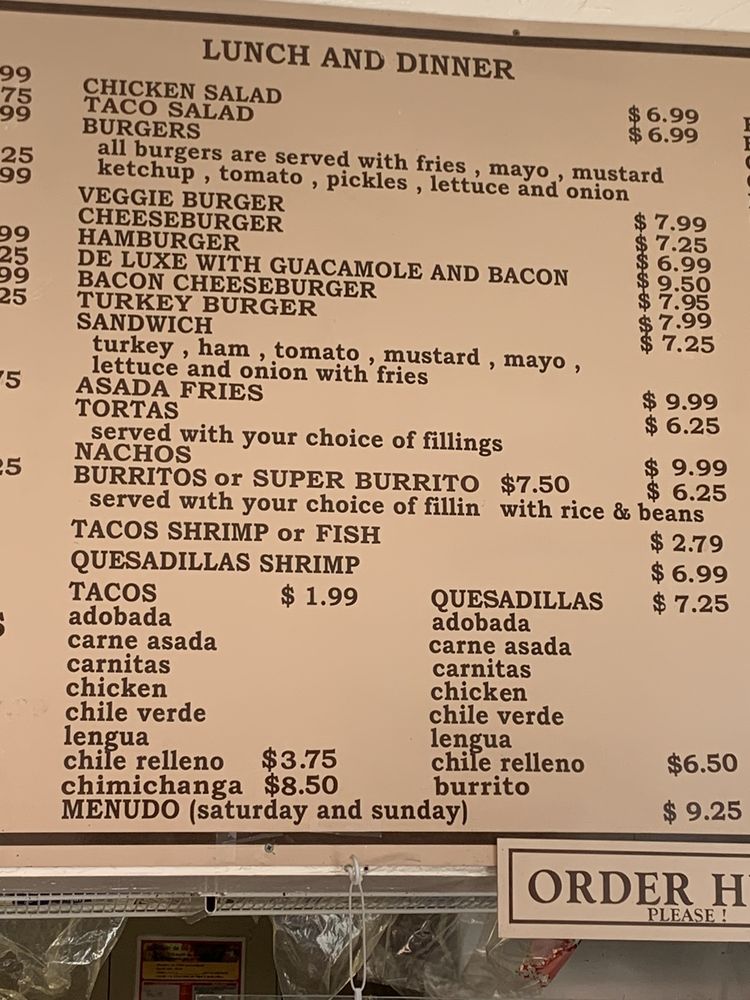 LUNCH AND DINNER
99
75
99
25
99
99
25
99
25
75
25
CHICKEN SALAD $ 6.99
TACO SALAD $ 6.99
BURGERS
all burgers are served with fries , mayo , mustard
ketchup , tomato , pickles , lettuce and onion
VEGGIE BURGER $ 7.99
CHEESEBURGER $ 7.25
HAMBURGER $ 6.99
DE LUXE WITH GUACAMOLE AND BACON $ 9.50
BACON CHEESEBURGER $ 7.95
TURKEY BURGER $ 7.99
SANDWICH $ 7.25
turkey , ham , tomato , mustard , mayo ,
lettuce and onion with fries
ASADA FRIES $ 9.99
TORTAS $ 6.25
served with your choice of fillings
NACHOS $ 9.99
BURRITOS or SUPER BURRITO $7.50 $ 6.25
served with your choice of fillin with rice & beans
TACOS SHRIMP or FISH $ 2.79
QUESADILLAS SHRIMP $ 6.99
TACOS $ 1.99 QUESADILLAS $ 7.25
adobada adobada
carne asada carne asada
carnitas carnitas
chicken chicken
chile verde chile verde
lengua lengua
chile relleno $3.75 chile relleno $6.50
chimichanga $8.50 burrito
MENUDO (saturday and sunday) $ 9.25
ORDER H
PLEASE !